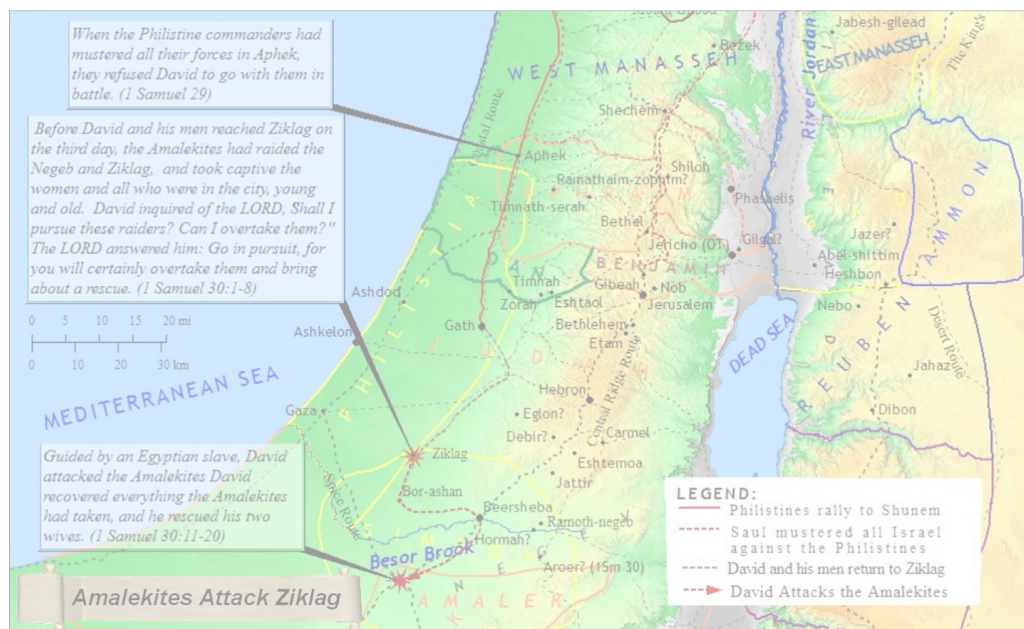 When the Philistine commanders had
mustered all their forces in Aphek,
they refused David to go with them in
battle. (1 Samuel 29)
Before David and his men reached Ziklag on
the third day, the Amalekites had raided the
Negeb and Ziklag, and took captive the
women and all who were in the city, young
and old. David inquired of the LORD, Shall I
pursue these raiders? Can I overtake them?"
The LORD answered him: Go in pursuit, for
you will certainly overtake them and bring
about a rescue. (1 Samuel 30:1-8)
0 5 10 15 20 mi
0 10 20 30 km
MEDITERRANEAN SEA
Guided by an Egyptian slave, David
attacked the Amalekites David
recovered everything the Amalekites
had taken, and he rescued his two
wives. (1 Samuel 30:11-20)
Amalekites Attack Ziklag
Jabesh-gilead
Bezek
The King's
WEST MANASSEH
EAST MANASSEH
River Jordan
Shechem
Aphek
Shiloh
Ramathaim-zophim?
Timnath-serah
Phasaelis
Bethel
Jericho (OT)
Gilgal?
Jazer?
AMMON
Abel-shittim
Heshbon
PHILISTIA
DAN
BENJAMIN
Timnah
Gibeah
Nob
Ashdod
Zorah
Eshtaol
Jerusalem
Nebo
Ashkelon
Gath
Bethlehem
Etam
DEAD SEA
REUBEN
Desert Route
JUDAH
Central Ridge Route
Jahaz
Hebron
Gaza
Eglon?
Dibon
Debir?
Carmel
Ziklag
Eshtemoa
Jattir
Spice Route
Bor-ashan
Beersheba
SIMEON
Ramoth-negeb
Hormah?
Besor Brook
Aroer? (1Sm 30)
NEGEV
AMALEK
LEGEND:
Philistines rally to Shunem
Saul mustered all Israel
against the Philistines
David and his men return to Ziklag
David Attacks the Amalekites